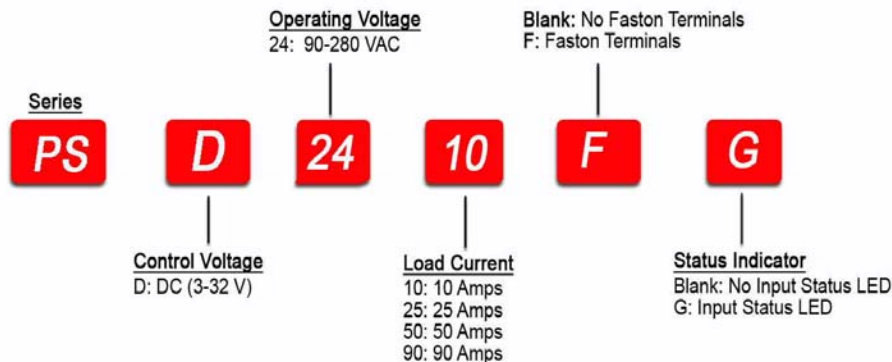 Operating Voltage
24: 90-280 VAC
Blank: No Faston Terminals
F: Faston Terminals
Series
PS D 24 10 F G
Control Voltage
D: DC (3-32 V)
Load Current
10: 10 Amps
25: 25 Amps
50: 50 Amps
90: 90 Amps
Status Indicator
Blank: No Input Status LED
G: Input Status LED